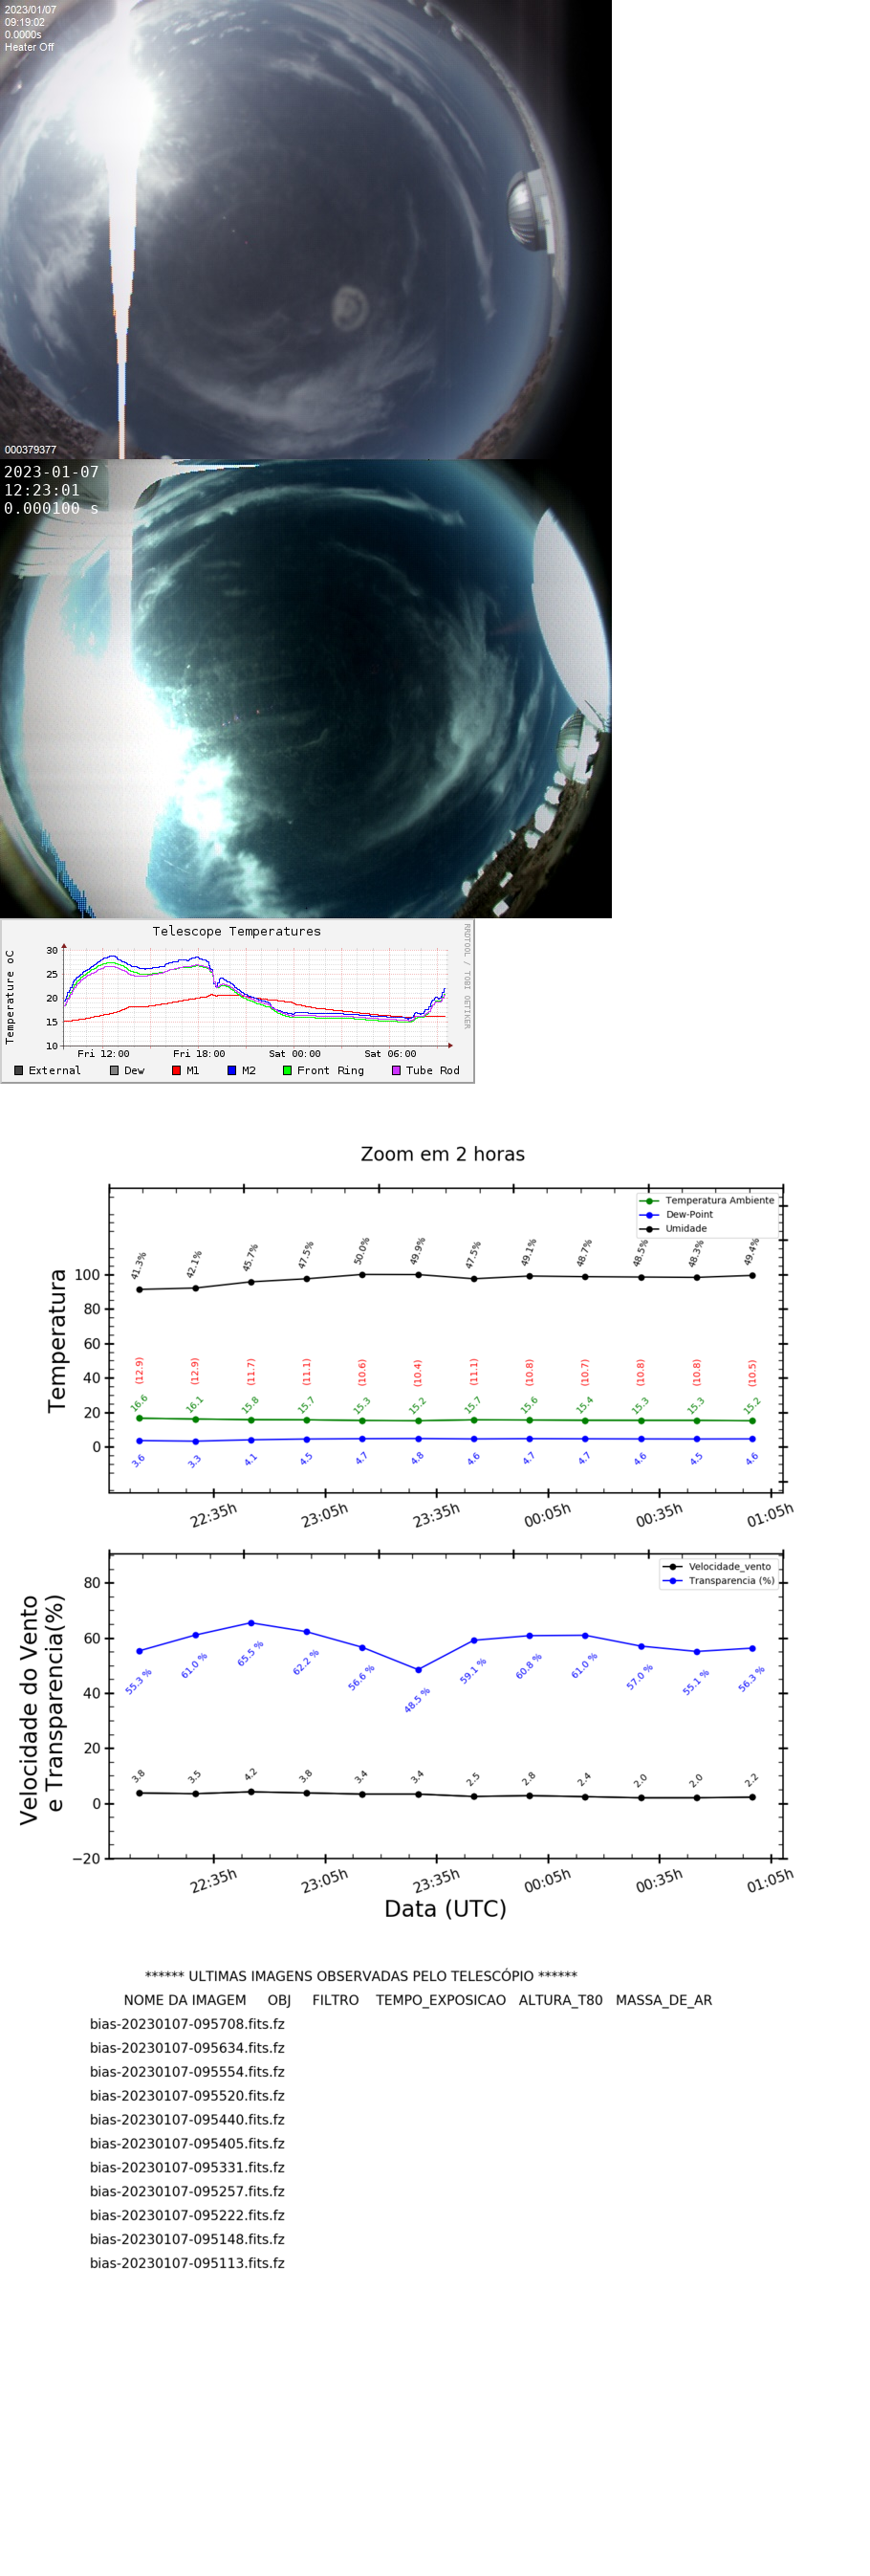 2023/01/07
09:19:02
0.0000s
Heater Off
000379377
2023-01-07
12:23:01
0.000100 s
Telescope Temperatures
RRDTOOL / TOBI OETIKER
Temperature oC
30
25
20
15
10
Fri 12:00 Fri 18:00 Sat 00:00 Sat 06:00
External Dew M1 M2 Front Ring Tube Rod
Zoom em 2 horas
Temperatura Ambiente
Dew-Point
Umidade
Temperatura
100
80
60
40
20
0
41.3% 42.1% 45.7% 47.5% 50.0% 49.9% 47.5% 49.1% 48.7% 48.5% 48.3% 49.4%
(12.9) (12.9) (11.7) (11.1) (10.6) (10.4) (11.1) (10.8) (10.7) (10.8) (10.8) (10.5)
16.6 16.1 15.8 15.7 15.3 15.2 15.7 15.6 15.4 15.3 15.3 15.2
3.6 3.3 4.1 4.5 4.7 4.8 4.6 4.7 4.7 4.6 4.5 4.6
22:35h 23:05h 23:35h 00:05h 00:35h 01:05h
Velocidade_vento
Transparencia (%)
Velocidade do Vento
e Transparencia(%)
80
60
40
20
0
−20
55.3 % 61.0 % 65.5 % 62.2 % 56.6 % 48.5 % 59.1 % 60.8 % 61.0 % 57.0 % 55.1 % 56.3 %
3.8 3.5 4.2 3.8 3.4 3.4 2.5 2.8 2.4 2.0 2.0 2.2
22:35h 23:05h 23:35h 00:05h 00:35h 01:05h
Data (UTC)
****** ULTIMAS IMAGENS OBSERVADAS PELO TELESCÓPIO ******
NOME DA IMAGEM OBJ FILTRO TEMPO_EXPOSICAO ALTURA_T80 MASSA_DE_AR
bias-20230107-095708.fits.fz
bias-20230107-095634.fits.fz
bias-20230107-095554.fits.fz
bias-20230107-095520.fits.fz
bias-20230107-095440.fits.fz
bias-20230107-095405.fits.fz
bias-20230107-095331.fits.fz
bias-20230107-095257.fits.fz
bias-20230107-095222.fits.fz
bias-20230107-095148.fits.fz
bias-20230107-095113.fits.fz